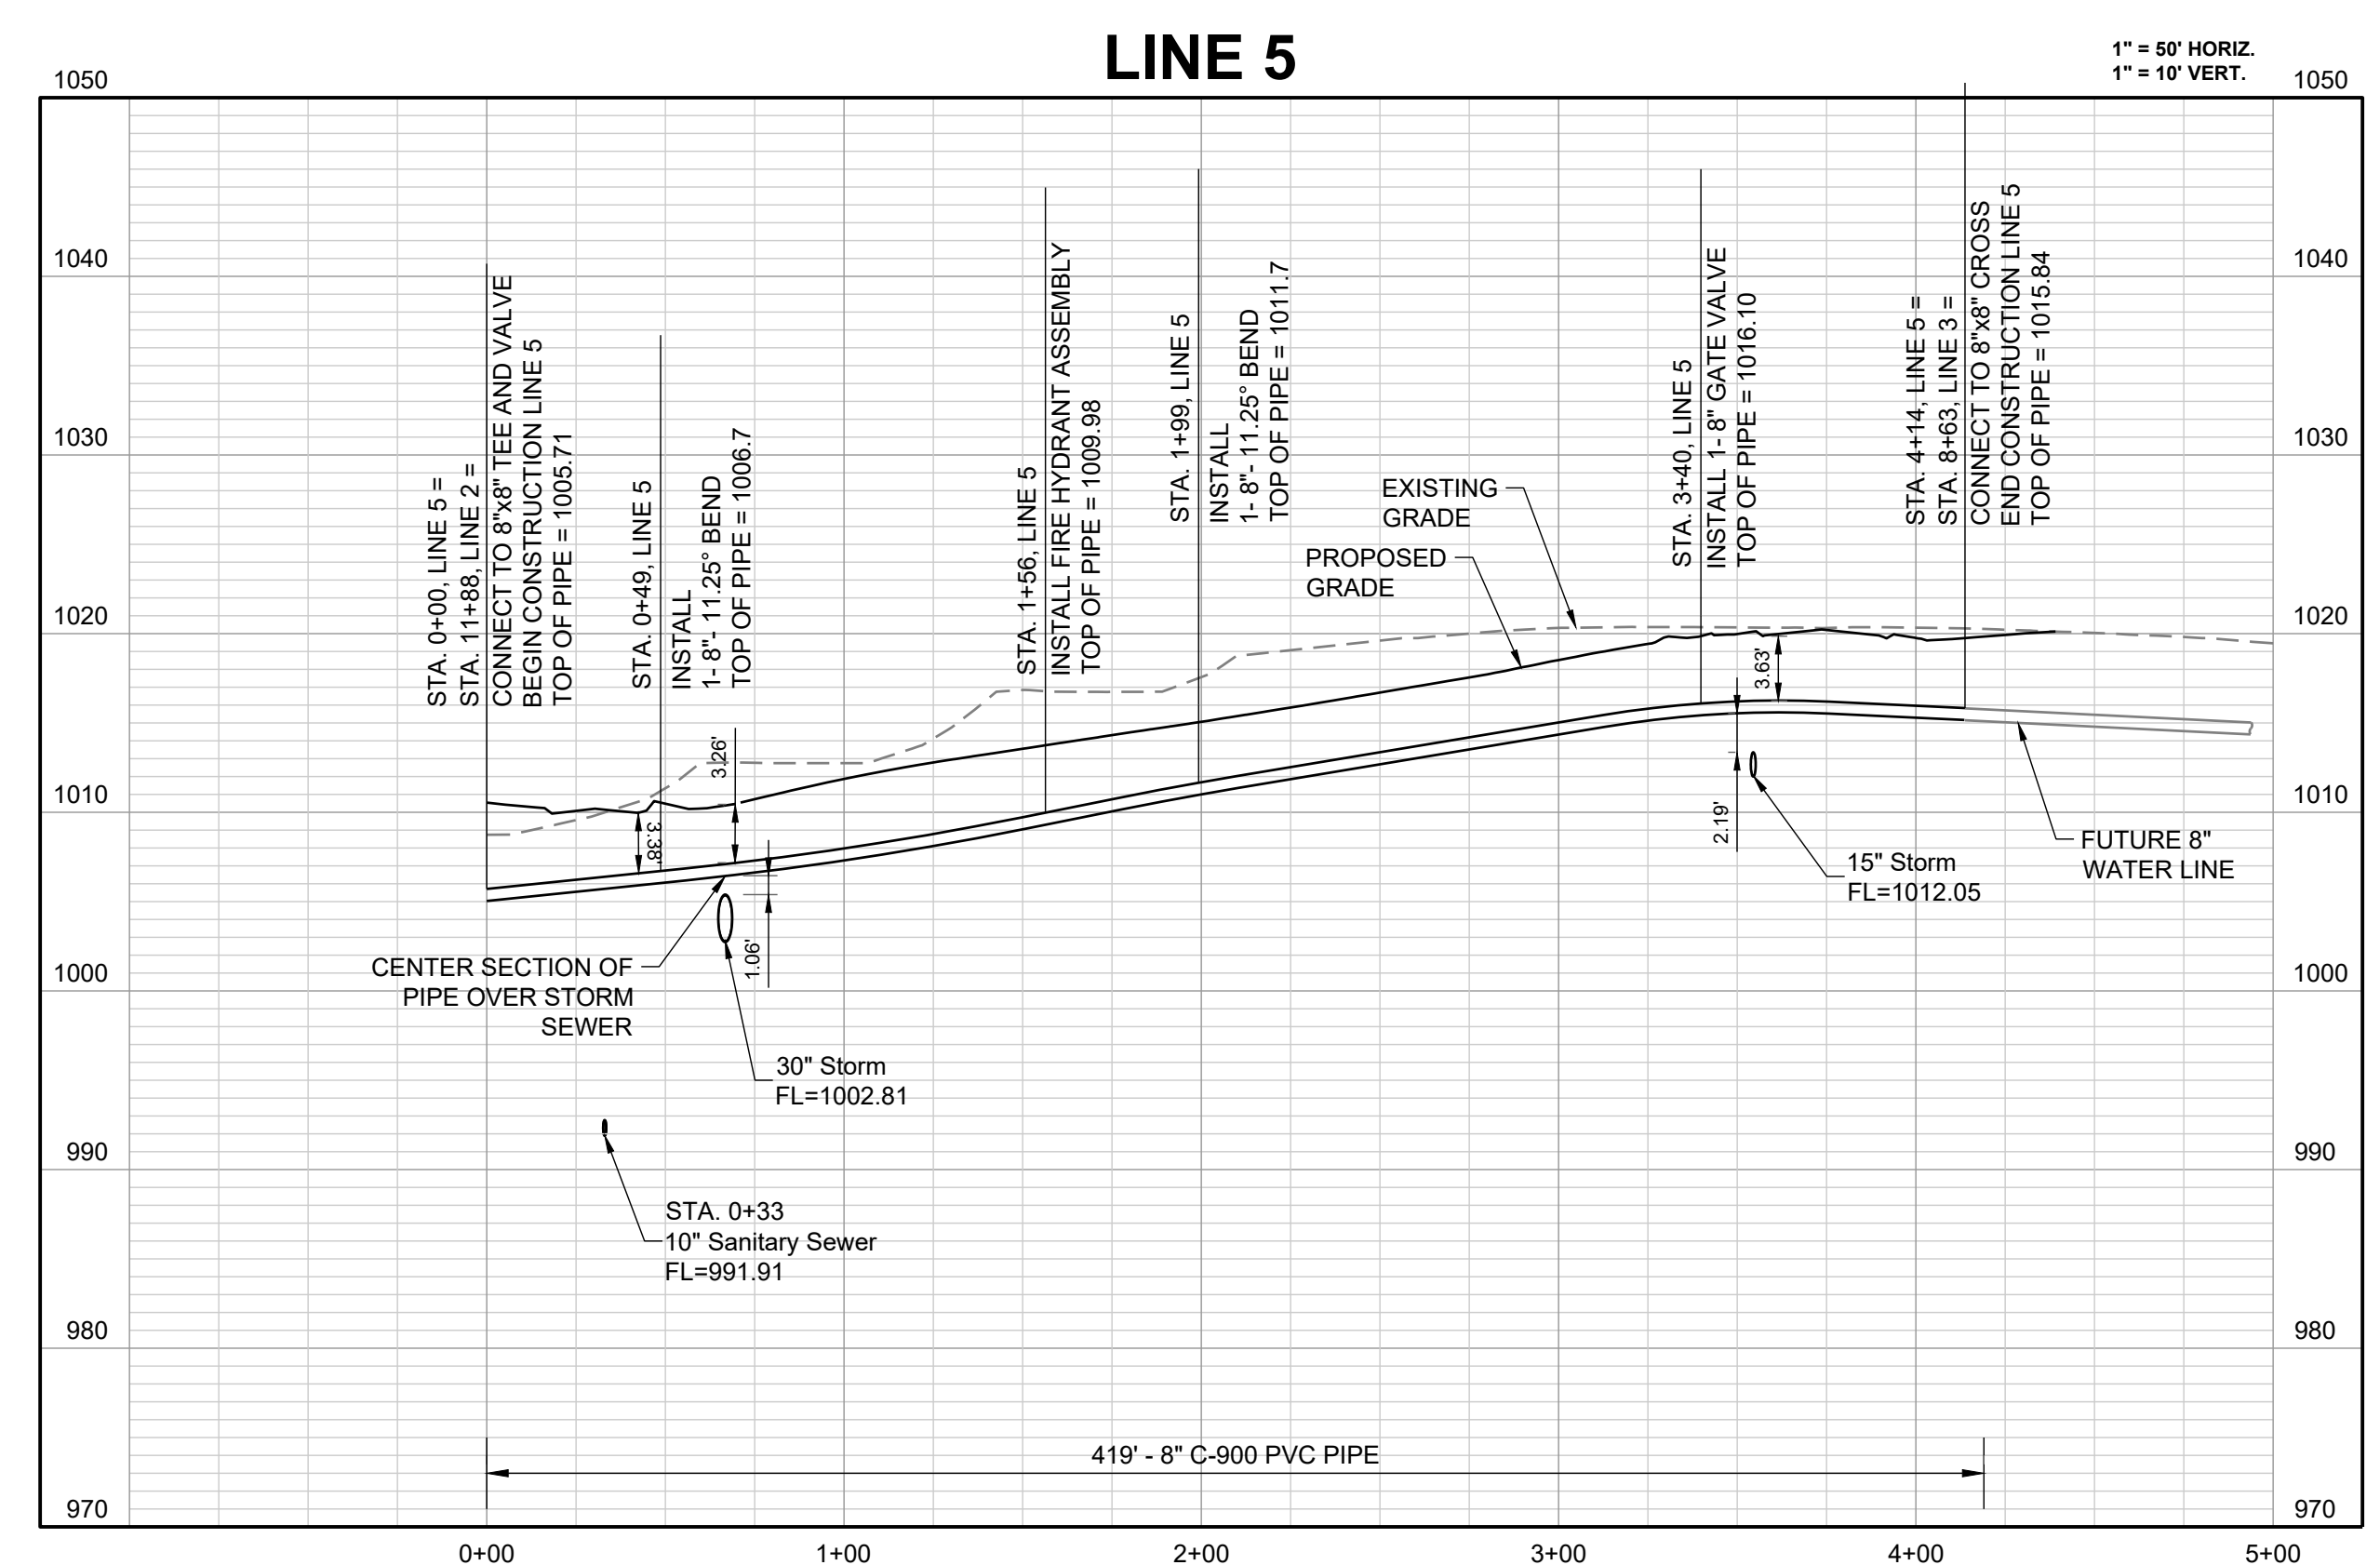 LINE 5
1" = 50' HORIZ.
1" = 10' VERT.
1050
1050
1040
1040
1030
1030
1020
1020
1010
1010
1000
1000
990
990
980
980
970
970
STA. 0+00, LINE 5 =
STA. 11+88, LINE 2 =
CONNECT TO 8"x8" TEE AND VALVE
BEGIN CONSTRUCTION LINE 5
TOP OF PIPE = 1005.71
STA. 0+49, LINE 5
INSTALL
1- 8"- 11.25° BEND
TOP OF PIPE = 1006.7
STA. 1+56, LINE 5
INSTALL FIRE HYDRANT ASSEMBLY
TOP OF PIPE = 1009.98
STA. 1+99, LINE 5
INSTALL
1- 8"- 11.25° BEND
TOP OF PIPE = 1011.7
EXISTING
GRADE
PROPOSED
GRADE
STA. 3+40, LINE 5
INSTALL 1- 8" GATE VALVE
TOP OF PIPE = 1016.10
STA. 4+14, LINE 5 =
STA. 8+63, LINE 3 =
CONNECT TO 8"x8" CROSS
END CONSTRUCTION LINE 5
TOP OF PIPE = 1015.84
3.38'
3.26'
1.06'
3.63'
2.19'
CENTER SECTION OF
PIPE OVER STORM
SEWER
30" Storm
FL=1002.81
STA. 0+33
10" Sanitary Sewer
FL=991.91
15" Storm
FL=1012.05
FUTURE 8"
WATER LINE
419' - 8" C-900 PVC PIPE
0+00
1+00
2+00
3+00
4+00
5+00